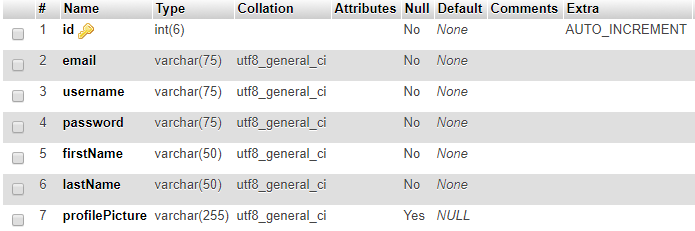 # Name Type Collation Attributes Null Default Comments Extra
1 id int(6) No None AUTO_INCREMENT
2 email varchar(75) utf8_general_ci No None
3 username varchar(75) utf8_general_ci No None
4 password varchar(75) utf8_general_ci No None
5 firstName varchar(50) utf8_general_ci No None
6 lastName varchar(50) utf8_general_ci No None
7 profilePicture varchar(255) utf8_general_ci Yes NULL